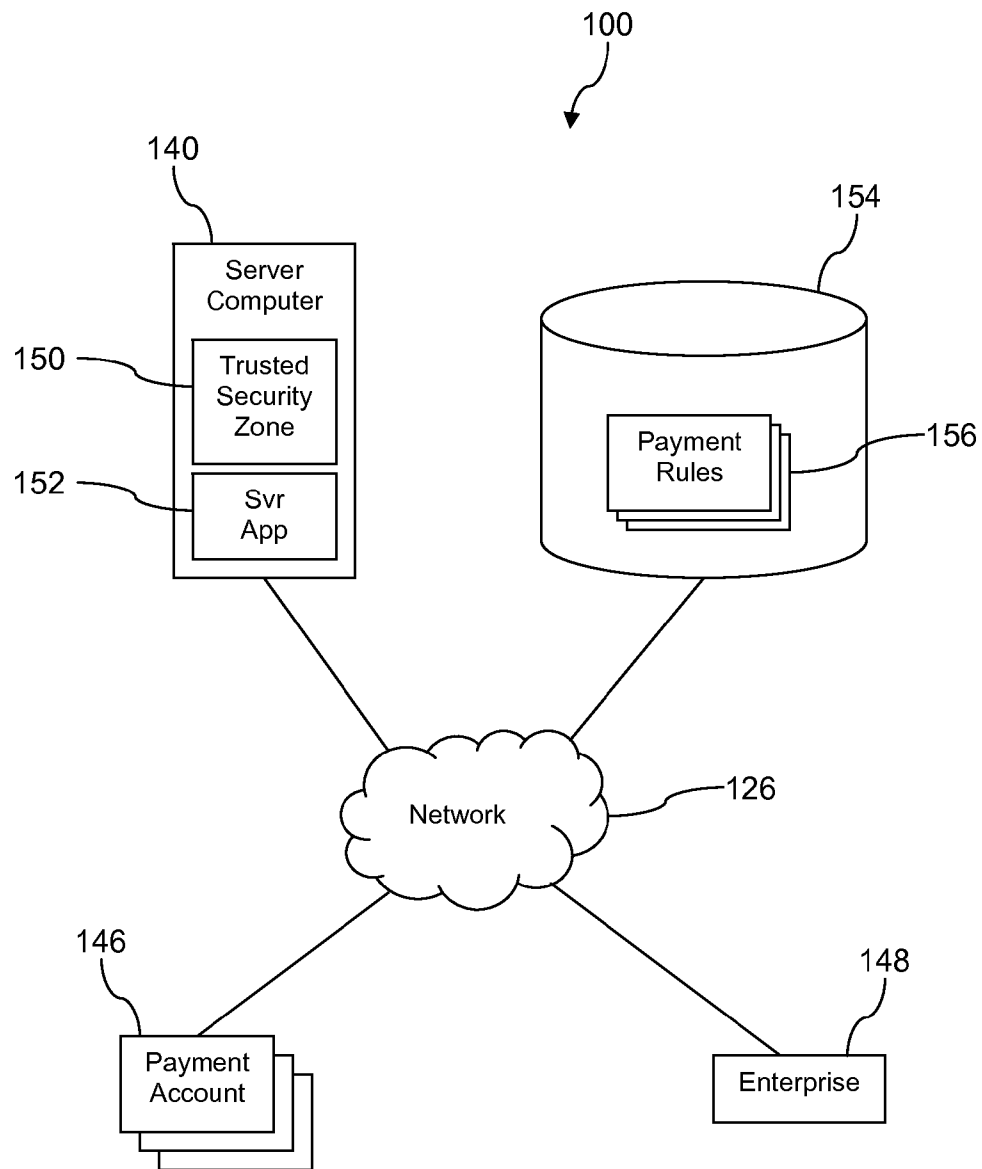 100
140
154
Server
Computer
150
Trusted
Security
Zone
Payment
Rules
156
152
Svr
App
Network
126
146
148
Payment
Account
Enterprise